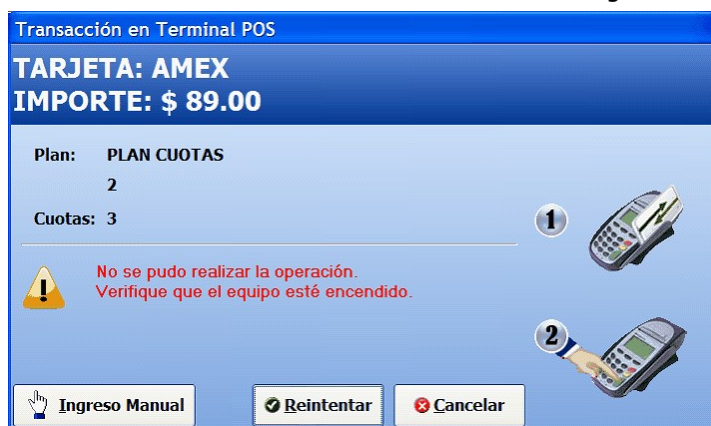 Transacción en Terminal POS
TARJETA: AMEX
IMPORTE: $ 89.00
Plan: PLAN CUOTAS
2
Cuotas: 3
1
No se pudo realizar la operación.
Verifique que el equipo esté encendido.
2
Ingreso Manual
Reintentar
Cancelar